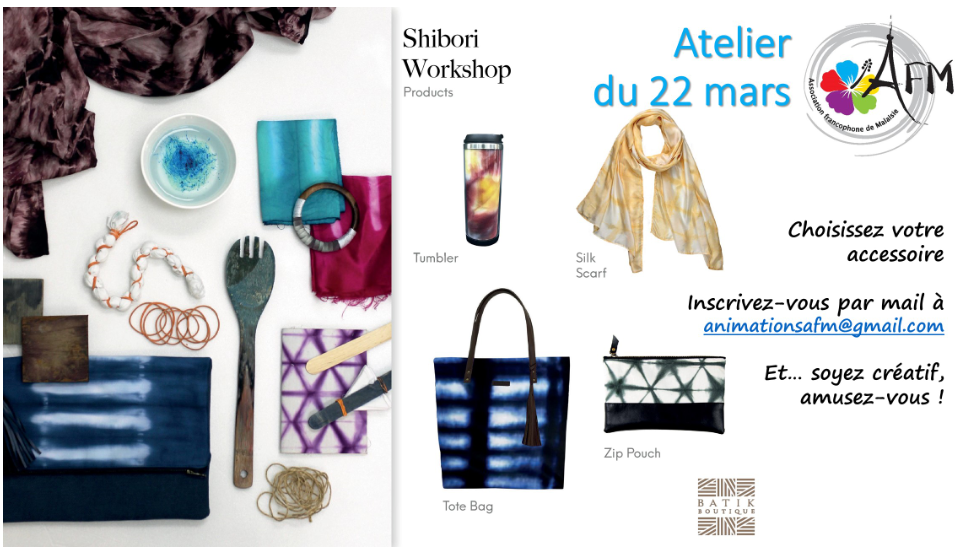 Shibori
Workshop
Products
Atelier
du 22 mars
AFM
Association francophone de Malaisie
Tumbler
Silk
Scarf
Choisissez votre
accessoire
Inscrivez-vous par mail à
animationsafm@gmail.com
Et... soyez créatif,
amusez-vous !
Zip Pouch
Tote Bag
BATIK
BOUTIQUE